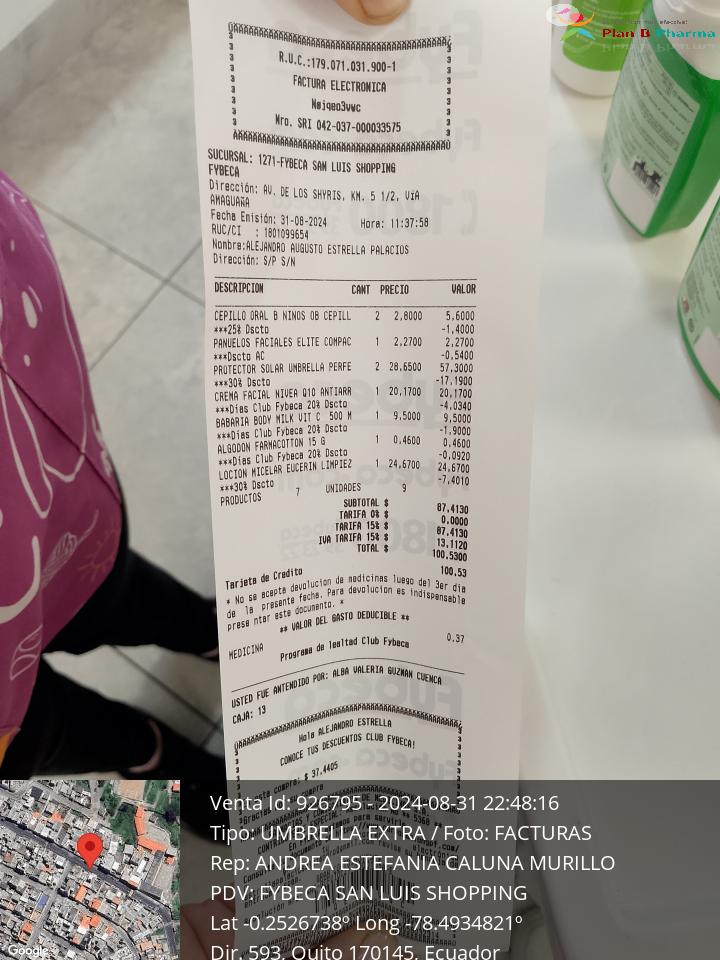 Plan B Pharma
R.U.C.:179.071.031.900-1
FACTURA ELECTRONICA
Nøjqeo3vwc
Nro. SRI 042-037-000033575
SUCURSAL: 1271-FYBECA SAN LUIS SHOPPING
FYBECA
Dirección: AV. DE LOS SHYRIS, KM. 5 1/2, VíA
AMAGUAÑA
Fecha Emisión: 31-08-2024 Hora: 11:37:58
RUC/CI : 1801099654
Nombre:ALEJANDRO AUGUSTO ESTRELLA PALACIOS
Dirección: S/P S/N
DESCRIPCION CANT PRECIO VALOR
CEPILLO ORAL B NINOS OB CEPILL 2 2,8000 5,6000
***25% Dscto -1,4000
PANUELOS FACIALES ELITE COMPAC 1 2,2700 2,2700
***Dscto AC -0,5400
PROTECTOR SOLAR UMBRELLA PERFE 2 28,6500 57,3000
***30% Dscto -17,1900
CREMA FACIAL NIVEA Q10 ANTIARR 1 20,1700 20,1700
***Días Club Fybeca 20% Dscto -4,0340
BABARIA BODY MILK VIT C 500 M 1 9,5000 9,5000
***Días Club Fybeca 20% Dscto -1,9000
ALGODON FARMACOTTON 15 G 1 0,4600 0,4600
***Días Club Fybeca 20% Dscto -0,0920
LOCION MICELAR EUCERIN LIMPIEZ 1 24,6700 24,6700
***30% Dscto -7,4010
PRODUCTOS 7 UNIDADES 9
SUBTOTAL $ 87,4130
TARIFA 0% $ 0,0000
TARIFA 15% $ 87,4130
IVA TARIFA 15% $ 13,1120
TOTAL $ 100,5300
Tarjeta de Credito 100,53
* No se acepta devolucion de medicinas luego del 3er dia
de la presente fecha. Para devolucion es indispensable
prese ntar este documento. *
** VALOR DEL GASTO DEDUCIBLE **
MEDICINA 0.37
Programa de lealtad Club Fybeca
USTED FUE ANTENDIDO POR: ALBA VALERIA GUZMAN CUENCA
CAJA: 13
Hola ALEJANDRO ESTRELLA
CONOCE TUS DESCUENTOS CLUB FYBECA!
compra: $ 37.4405
Venta Id: 926795 - 2024-08-31 22:48:16
Tipo: UMBRELLA EXTRA / Foto: FACTURAS
Rep: ANDREA ESTEFANIA CALUNA MURILLO
PDV: FYBECA SAN LUIS SHOPPING
Lat -0.2526738º Long -78.4934821º
Dir. 593, Quito 170145, Ecuador
Google